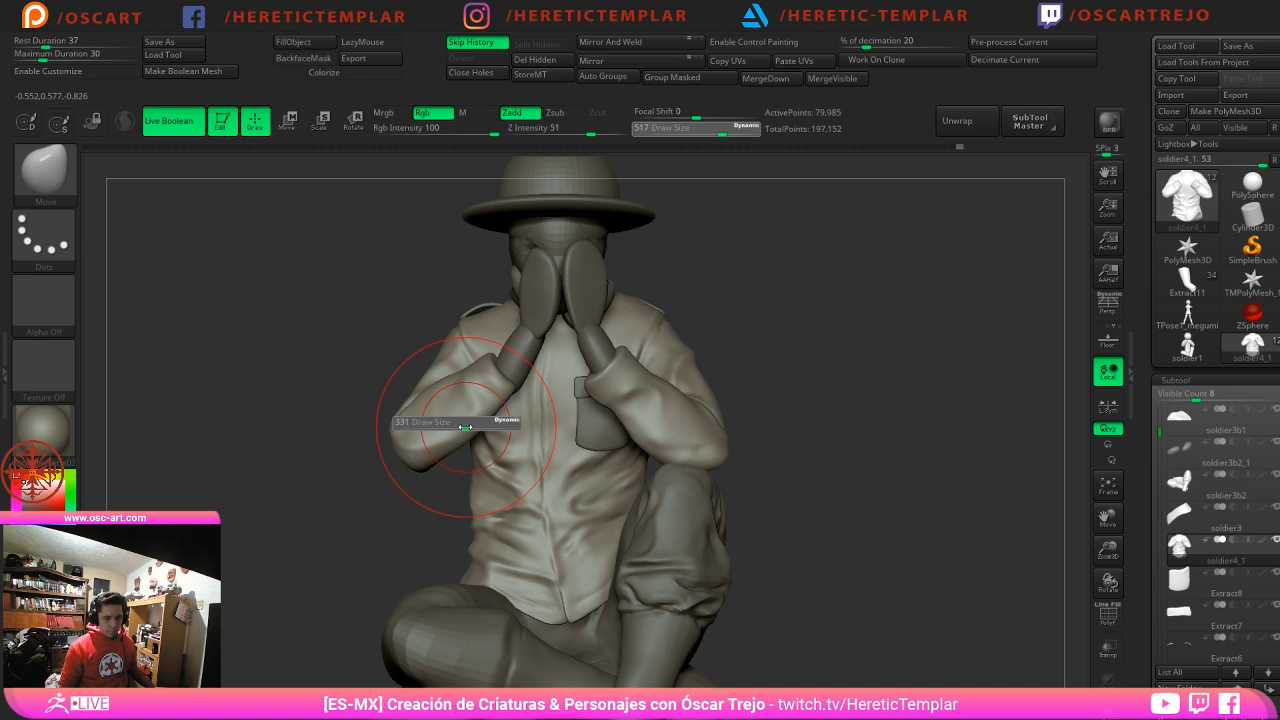 /OSCART
/HERETICTEMPLAR
/HERETICTEMPLAR
/HERETIC-TEMPLAR
/OSCARTREJO
Rest Duration 37
Maximum Duration 30
Enable Customize
Save As
Load Tool
Make Boolean Mesh
FillObject
LazyMouse
BackfaceMask
Export
Colorize
Skip History
Split Hidden
Delete
Del Hidden
Close Holes
StoreMT
Mirror And Weld
Mirror
Auto Groups
Group Masked
Enable Control Painting
Copy UVs
Paste UVs
MergeDown
MergeVisible
% of decimation 20
Work On Clone
Pre-process Current
Decimate Current
-0.552,0.577,-0.826
Live Boolean
Edit
Draw
Move
Scale
Rotate
Mrgb
Rgb
M
Rgb Intensity 100
Zadd
Zsub
Zcut
Z Intensity 51
Focal Shift 0
517 Draw Size
Dynamic
ActivePoints: 79,985
TotalPoints: 197,152
Unwrap
SubTool
Master
BPR
SPix 3
Scroll
Zoom
Actual
AAHalf
Dynamic
Persp
Floor
Local
L.Sym
XYZ
Frame
Move
Zoom3D
Rotate
Line Fill
PolyF
Transp
Move
Dots
Alpha Off
Texture Off
331 Draw Size
Dynamic
Load Tool
Save As
Load Tools From Project
Copy Tool
Paste Tool
Import
Export
Clone
Make PolyMesh3D
GoZ
All
Visible
R
Lightbox▶Tools
soldier4_1. 53
R
12
soldier4_1
PolySphere
Cylinder3D
PolyMesh3D
SimpleBrush
34
Extract11
TMPolyMesh_1
TPose1_megumi
ZSphere
12
soldier1
soldier4_1
Subtool
Visible Count 8
soldier3b1
soldier3b2_1
soldier3b2
soldier3
soldier4_1
Extract8
Extract7
Extract6
List All
www.osc-art.com
LIVE
[ES-MX] Creación de Criaturas & Personajes con Óscar Trejo - twitch.tv/HereticTemplar